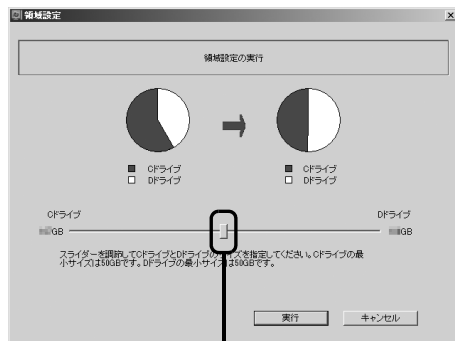 領域設定
領域設定の実行
Cドライブ
Dドライブ
Cドライブ
Dドライブ
Cドライブ
Dドライブ
GB
GB
スライダーを調節してCドライブとDドライブのサイズを指定してください。Cドライブの最
小サイズは50GBです。Dドライブの最小サイズは50GBです。
実行
キャンセル